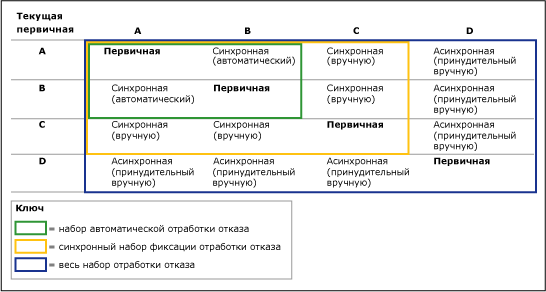 Текущая
первичная
A B C D
A Первичная Синхронная Синхронная Асинхронная
(автоматический) (вручную) (принудительный
вручную)
B Синхронная Первичная Синхронная Асинхронная
(автоматический) (вручную) (принудительный
вручную)
C Синхронная Синхронная Первичная Асинхронная
(вручную) (вручную) (принудительный
вручную)
D Асинхронная Асинхронная Асинхронная Первичная
(принудительный (принудительный (принудительный
вручную) вручную) вручную)
Ключ
= набор автоматической отработки отказа
= синхронный набор фиксации отработки отказа
= весь набор отработки отказа